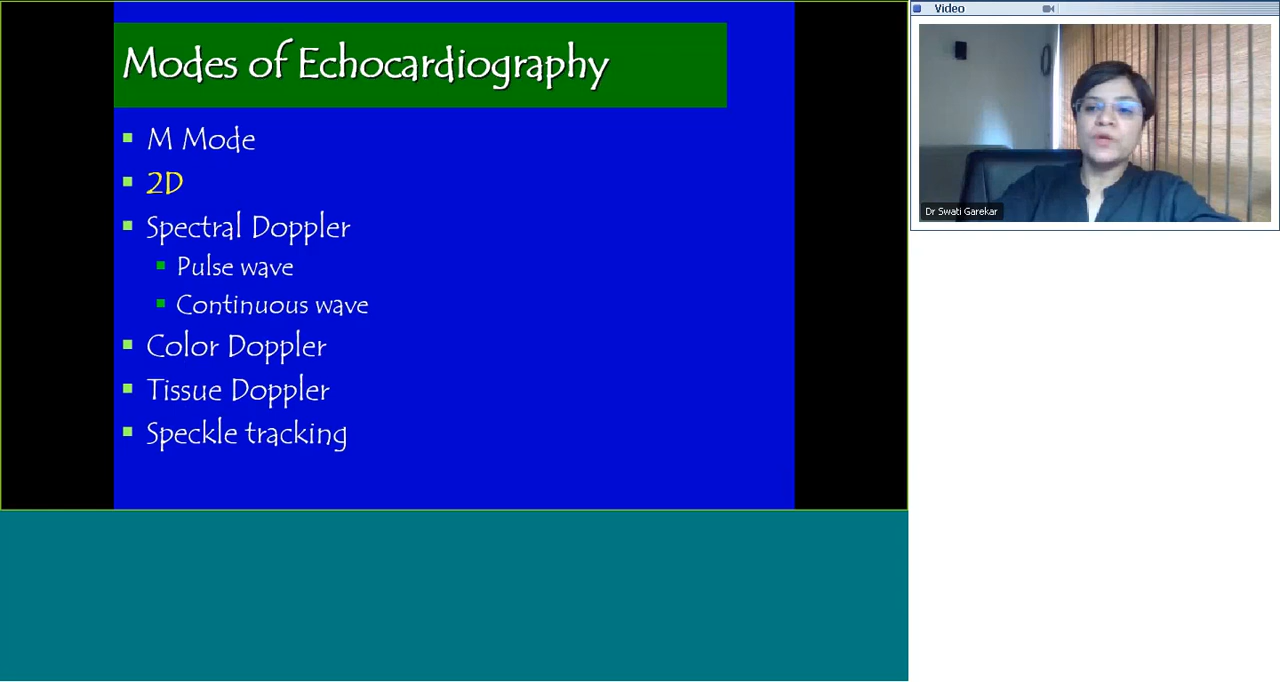 Modes of Echocardiography
M Mode
2D
Spectral Doppler
Pulse wave
Continuous wave
Color Doppler
Tissue Doppler
Speckle tracking
Video
Dr Swati Garekar